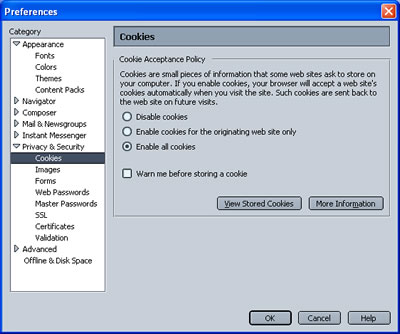 Preferences
Category
Appearance
Fonts
Colors
Themes
Content Packs
Navigator
Composer
Mail & Newsgroups
Instant Messenger
Privacy & Security
Cookies
Images
Forms
Web Passwords
Master Passwords
SSL
Certificates
Validation
Advanced
Offline & Disk Space
Cookies
Cookie Acceptance Policy
Cookies are small pieces of information that some web sites ask to store on
your computer. If you enable cookies, your browser will accept a web site's
cookies automatically when you visit the site. Such cookies are sent back to
the web site on future visits.
Disable cookies
Enable cookies for the originating web site only
Enable all cookies
Warn me before storing a cookie
View Stored Cookies
More Information
OK
Cancel
Help